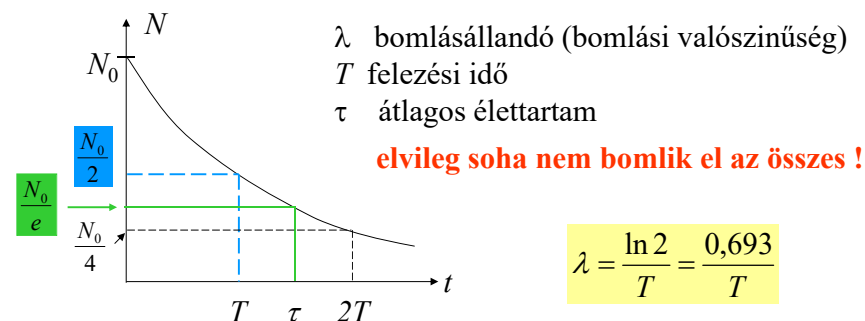 N
N₀
λ bomlásállandó (bomlási valószinűség)
T felezési idő
τ átlagos élettartam
elvileg soha nem bomlik el az összes !
N₀/2
N₀/e
N₀/4
λ = ln 2/T = 0,693/T
t
T τ 2T